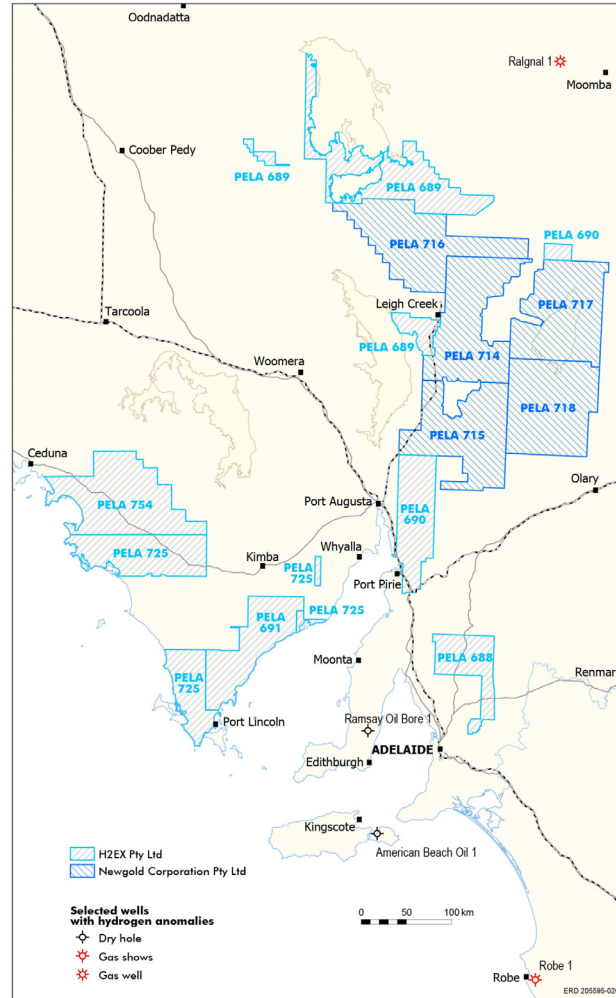 Oodnadatta
Ralgnal 1
Moomba
Coober Pedy
PELA 689
PELA 689
PELA 690
PELA 716
PELA 717
Leigh Creek
Tarcoola
PELA 689
PELA 714
Woomera
PELA 718
PELA 715
Ceduna
Olary
PELA 754
Port Augusta
PELA
690
PELA 725
Whyalla
Kimba
PELA
725
Port Pirie
PELA 725
PELA
691
PELA 688
Moonta
Renmar
PELA
725
Port Lincoln
Ramsay Oil Bore 1
ADELAIDE
Edithburgh
Kingscote
American Beach Oil 1
H2EX Pty Ltd
Newgold Corporation Pty Ltd
Selected wells
with hydrogen anomalies
Dry hole
Gas shows
Gas well
0 50 100 km
Robe 1
Robe
ERD 205595-02